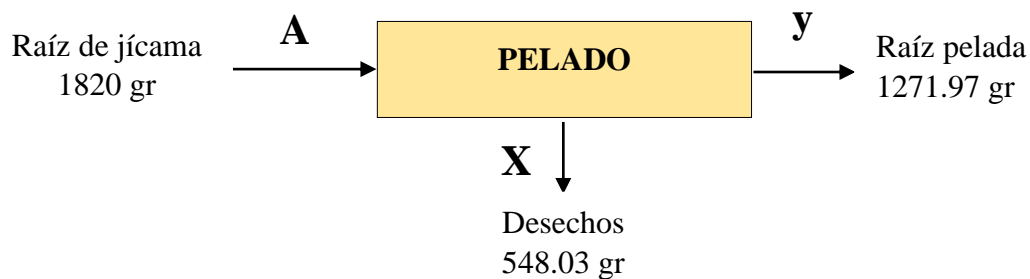 A
Raíz de jícama
1820 gr
PELADO
y
Raíz pelada
1271.97 gr
X
Desechos
548.03 gr